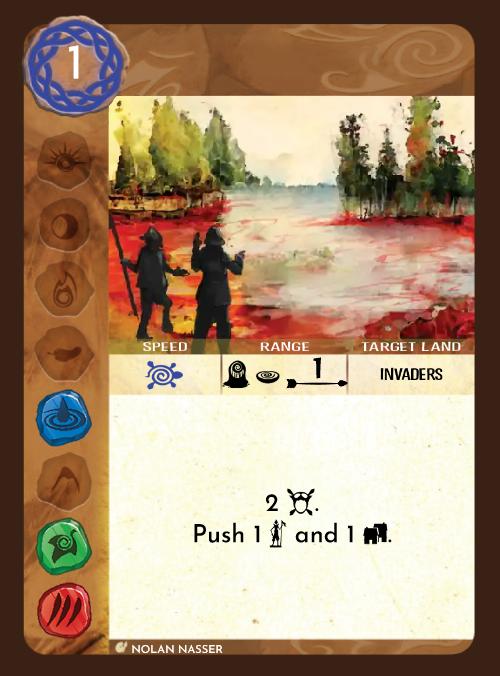 1
SPEED RANGE TARGET LAND
1 INVADERS
2 .
Push 1 and 1 .
NOLAN NASSER